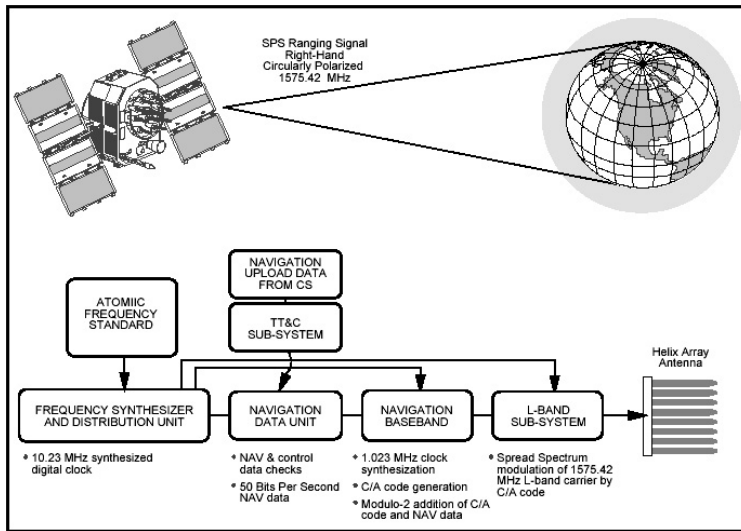 SPS Ranging Signal
Right-Hand
Circularly Polarized
1575.42 MHz
NAVIGATION
UPLOAD DATA
FROM CS
ATOMIIC
FREQUENCY
STANDARD
TT&C
SUB-SYSTEM
Helix Array
Antenna
FREQUENCY SYNTHESIZER
AND DISTRIBUTION UNIT
NAVIGATION
DATA UNIT
NAVIGATION
BASEBAND
L-BAND
SUB-SYSTEM
* 10.23 MHz synthesized
digital clock
* NAV & control
data checks
* 50 Bits Per Second
NAV data
* 1.023 MHz clock
synthesization
* C/A code generation
* Modulo-2 addition of C/A
code and NAV data
* Spread Spectrum
modulation of 1575.42
MHz L-band carrier by
C/A code